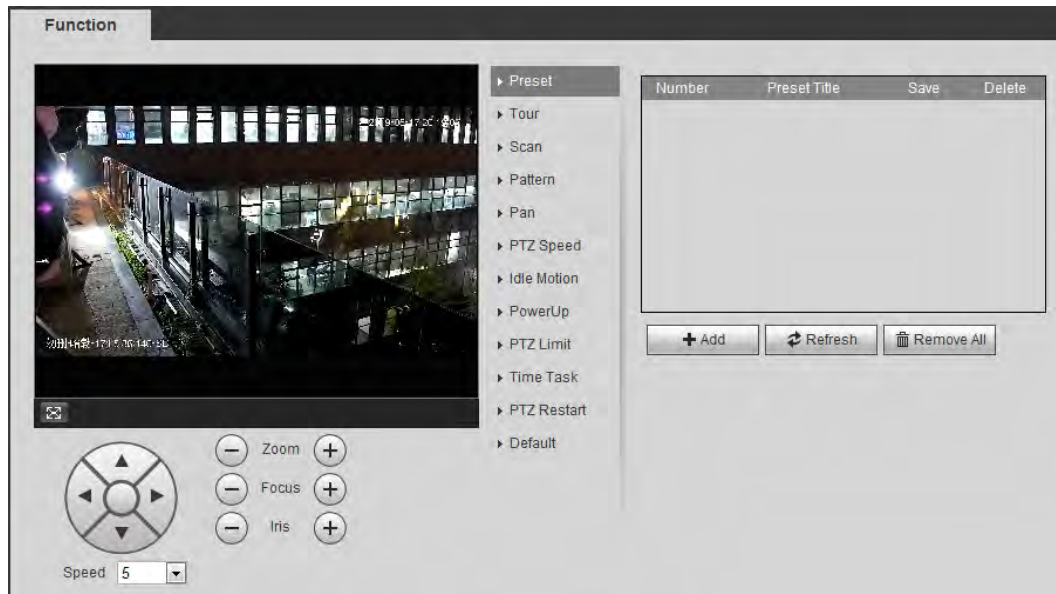 Function
Preset
Tour
Scan
Pattern
Pan
PTZ Speed
Idle Motion
PowerUp
PTZ Limit
Time Task
PTZ Restart
Default
Number Preset Title Save Delete
Add Refresh Remove All
Zoom
Focus
Iris
Speed 5